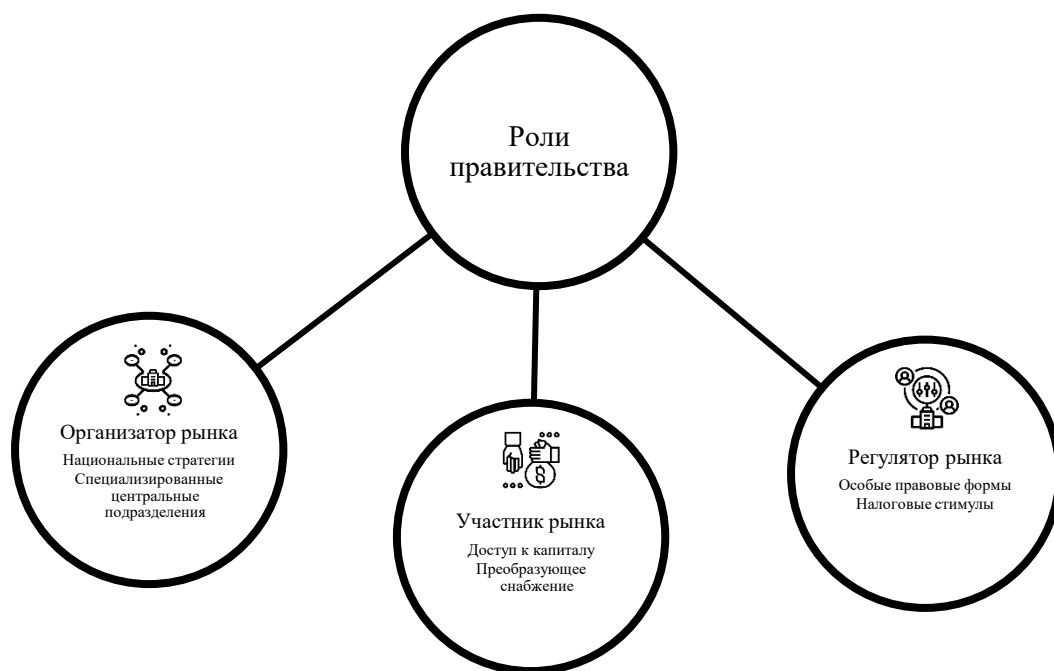 Роли
правительства
Организатор рынка
Национальные стратегии
Специализированные
центральные
подразделения
Участник рынка
Доступ к капиталу
Преобразующее
снабжение
Регулятор рынка
Особые правовые формы
Налоговые стимулы